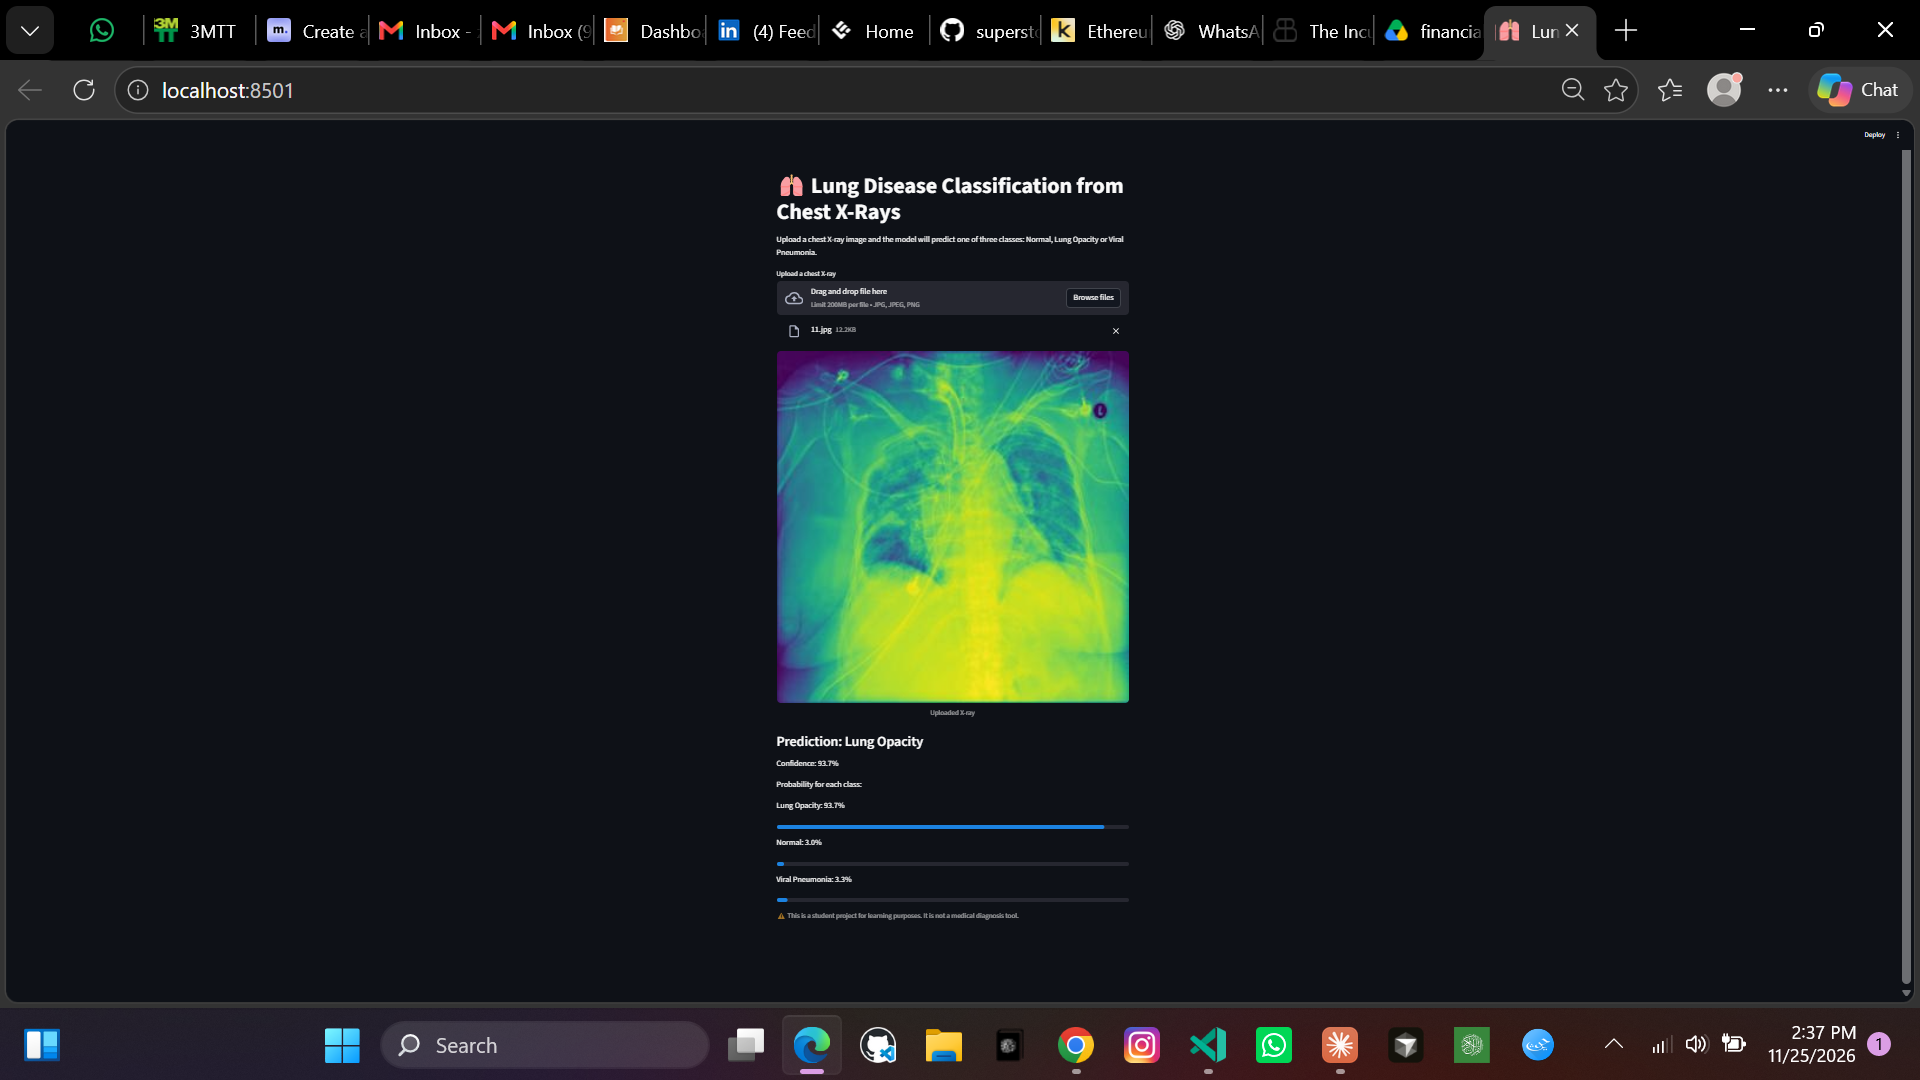 3MTT
Create a
Inbox -
Inbox (9
Dashbo
(4) Feed
Home
supersto
Ethereu
WhatsA
The Incu
financia
Lun
localhost:8501
Chat
Deploy
Lung Disease Classification from
Chest X-Rays
Upload a chest X-ray image and the model will predict one of three classes: Normal, Lung Opacity or Viral
Pneumonia.
Upload a chest X-ray
Drag and drop file here
Limit 200MB per file • JPG, JPEG, PNG
Browse files
11.jpg 12.2KB
L
Uploaded X-ray
Prediction: Lung Opacity
Confidence: 93.7%
Probability for each class:
Lung Opacity: 93.7%
Normal: 3.0%
Viral Pneumonia: 3.3%
⚠ This is a student project for learning purposes. It is not a medical diagnosis tool.
Search
2:37 PM
11/25/2026
1